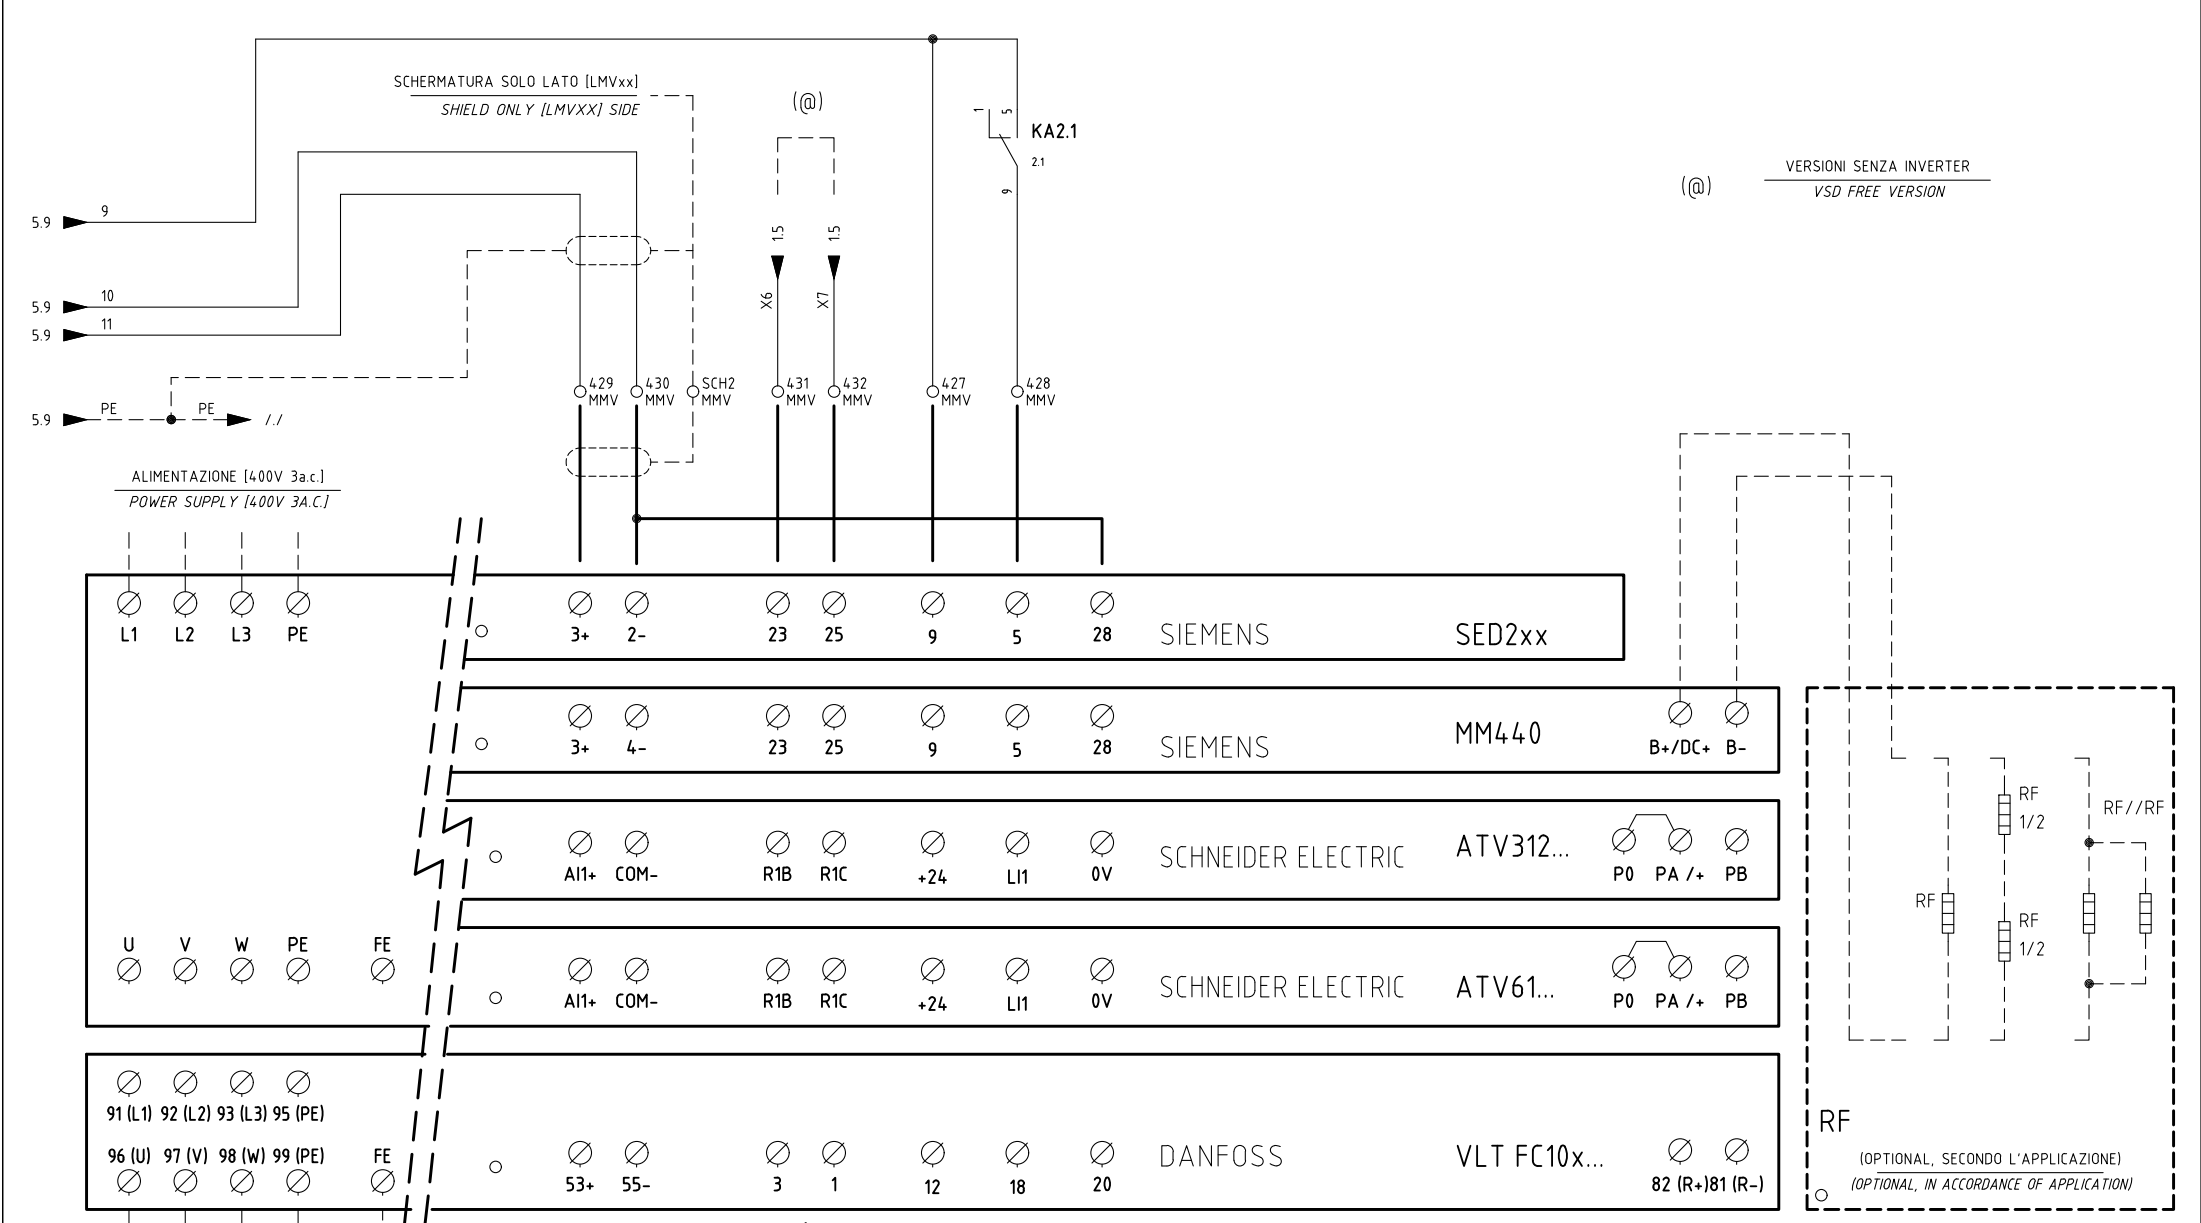 SCHERMATURA SOLO LATO [LMVxx]
SHIELD ONLY [LMVXX] SIDE
(@)
1 5
KA2.1
2.1
9
(@)
VERSIONI SENZA INVERTER
VSD FREE VERSION
5.9 9
1.5 1.5
X6 X7
5.9 10
5.9 11
429 MMV
430 MMV
SCH2 MMV
431 MMV
432 MMV
427 MMV
428 MMV
5.9 PE PE /./
ALIMENTAZIONE [400V 3a.c.]
POWER SUPPLY [400V 3A.C.]
L1 L2 L3 PE
3+ 2- 23 25 9 5 28 SIEMENS SED2xx
3+ 4- 23 25 9 5 28 SIEMENS MM440 B+/DC+ B-
AI1+ COM- R1B R1C +24 LI1 0V SCHNEIDER ELECTRIC ATV312... P0 PA /+ PB
U V W PE FE
AI1+ COM- R1B R1C +24 LI1 0V SCHNEIDER ELECTRIC ATV61... P0 PA /+ PB
RF
RF 1/2
RF 1/2
RF//RF
91 (L1) 92 (L2) 93 (L3) 95 (PE)
96 (U) 97 (V) 98 (W) 99 (PE) FE
53+ 55- 3 1 12 18 20 DANFOSS VLT FC10x... 82 (R+) 81 (R-)
RF
(OPTIONAL, SECONDO L'APPLICAZIONE)
(OPTIONAL, IN ACCORDANCE OF APPLICATION)